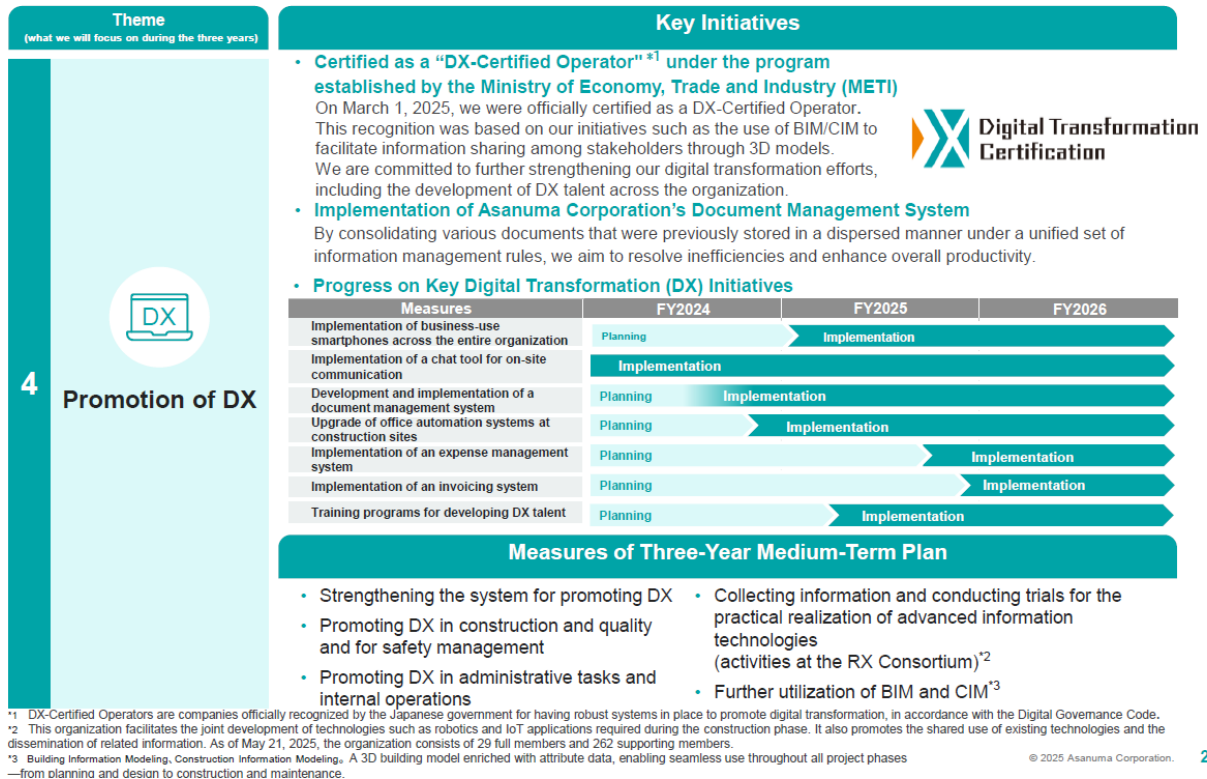 Theme
(what we will focus on during the three years)
Key Initiatives
4
DX
Promotion of DX
• Certified as a “DX-Certified Operator" *1 under the program
established by the Ministry of Economy, Trade and Industry (METI)
On March 1, 2025, we were officially certified as a DX-Certified Operator.
This recognition was based on our initiatives such as the use of BIM/CIM to
facilitate information sharing among stakeholders through 3D models.
We are committed to further strengthening our digital transformation efforts,
including the development of DX talent across the organization.
Digital Transformation
Certification
• Implementation of Asanuma Corporation’s Document Management System
By consolidating various documents that were previously stored in a dispersed manner under a unified set of
information management rules, we aim to resolve inefficiencies and enhance overall productivity.
• Progress on Key Digital Transformation (DX) Initiatives
Measures FY2024 FY2025 FY2026
Implementation of business-use
smartphones across the entire organization
Planning Implementation
Implementation of a chat tool for on-site
communication
Implementation
Development and implementation of a
document management system
Planning Implementation
Upgrade of office automation systems at
construction sites
Planning Implementation
Implementation of an expense management
system
Planning Implementation
Implementation of an invoicing system
Planning Implementation
Training programs for developing DX talent
Planning Implementation
Measures of Three-Year Medium-Term Plan
• Strengthening the system for promoting DX
• Promoting DX in construction and quality
and for safety management
• Promoting DX in administrative tasks and
internal operations
• Collecting information and conducting trials for the
practical realization of advanced information
technologies
(activities at the RX Consortium)*2
• Further utilization of BIM and CIM*3
*1 DX-Certified Operators are companies officially recognized by the Japanese government for having robust systems in place to promote digital transformation, in accordance with the Digital Governance Code.
*2 This organization facilitates the joint development of technologies such as robotics and IoT applications required during the construction phase. It also promotes the shared use of existing technologies and the
dissemination of related information. As of May 21, 2025, the organization consists of 29 full members and 262 supporting members.
*3 Building Information Modeling、Construction Information Modeling。A 3D building model enriched with attribute data, enabling seamless use throughout all project phases
—from planning and design to construction and maintenance.
© 2025 Asanuma Corporation.
2